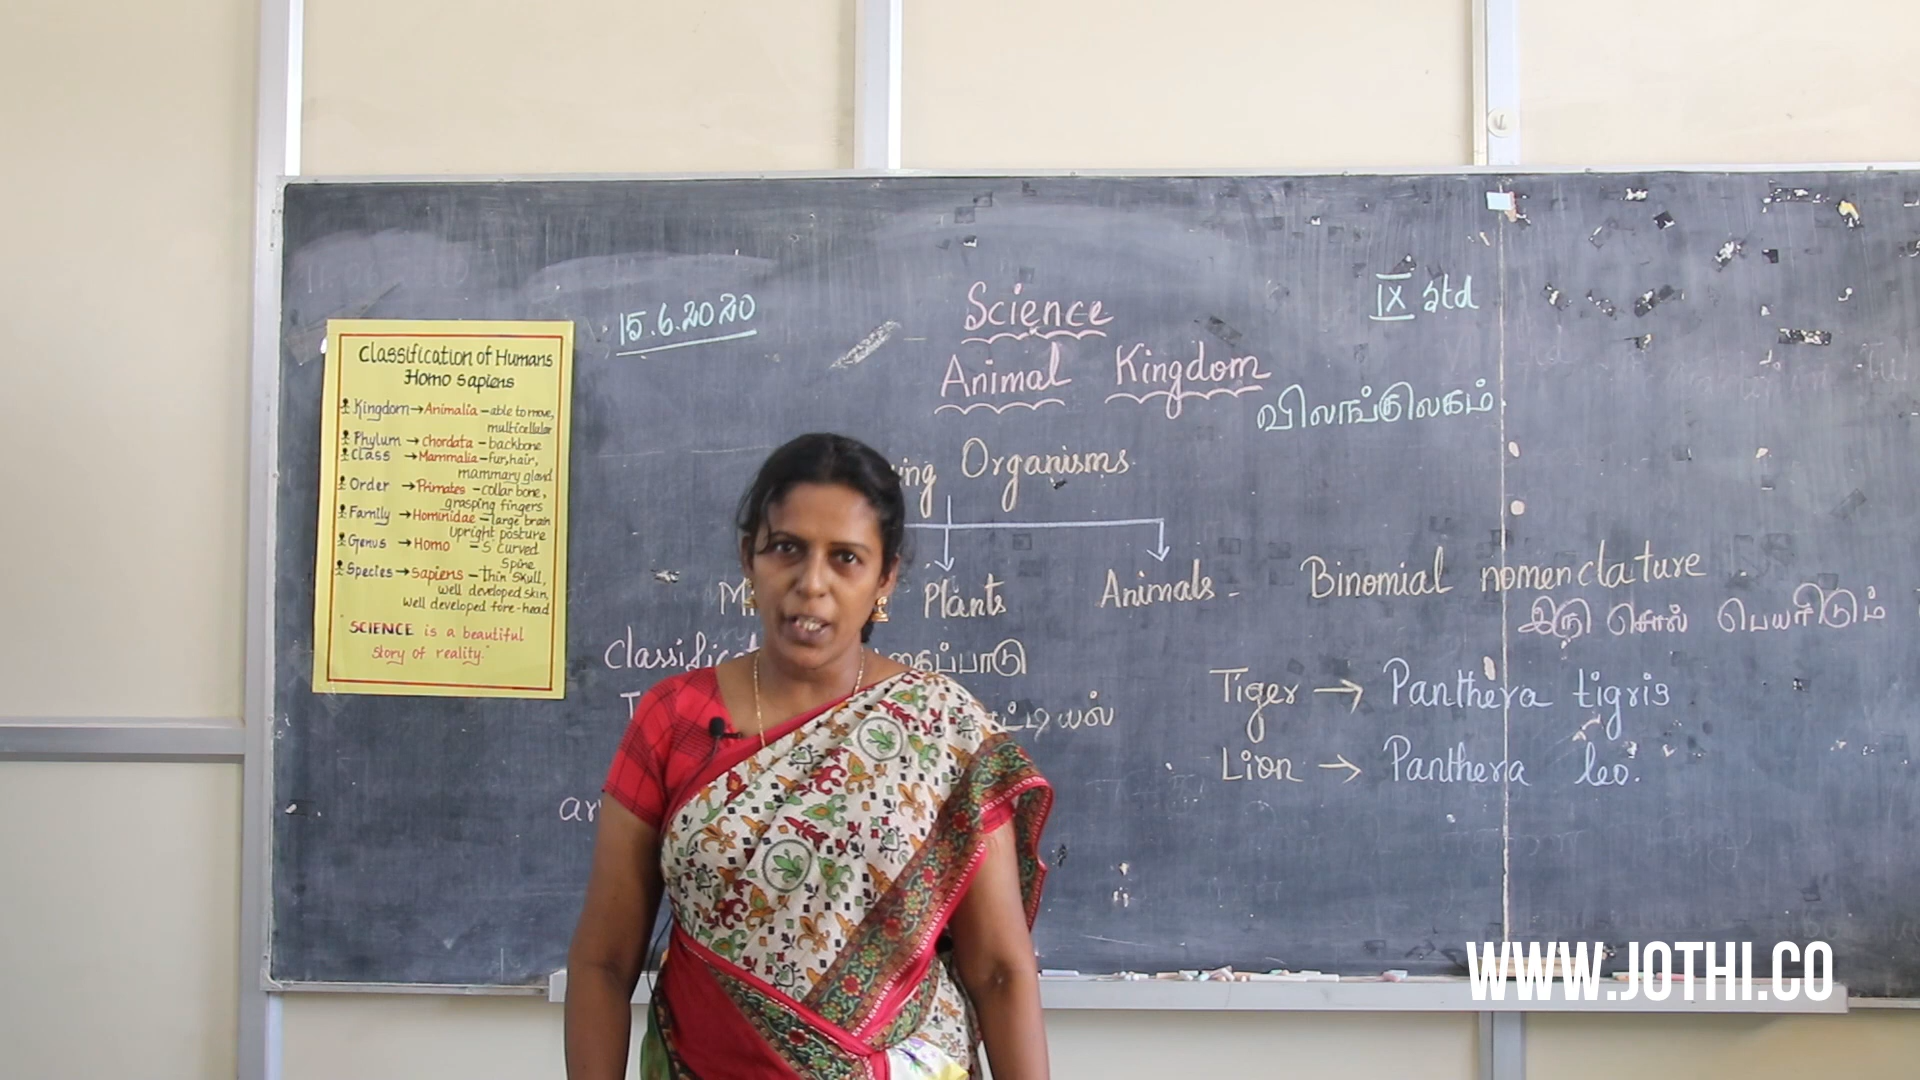 15.6.2020
Science
IX std
Animal Kingdom
விலங்குலகம்
Organisms
Plants
Animals -
Binomial nomenclature
இரு சொல் பெயரிடும்
Tiger → Panthera tigris
Lion → Panthera leo.
Classification of Humans
Homo sapiens
Kingdom → Animalia – able to move,
multicellular
Phylum → Chordata – backbone
Class → Mammalia – fur, hair,
mammary gland
Order → Primates – collar bone,
grasping fingers
Family → Hominidae – large brain
Upright posture
Genus → Homo – S curved
Spine
Species → Sapiens – thin skull,
well developed skin,
well developed fore-head
"SCIENCE is a beautiful
story of reality."
WWW.JOTHI.CO